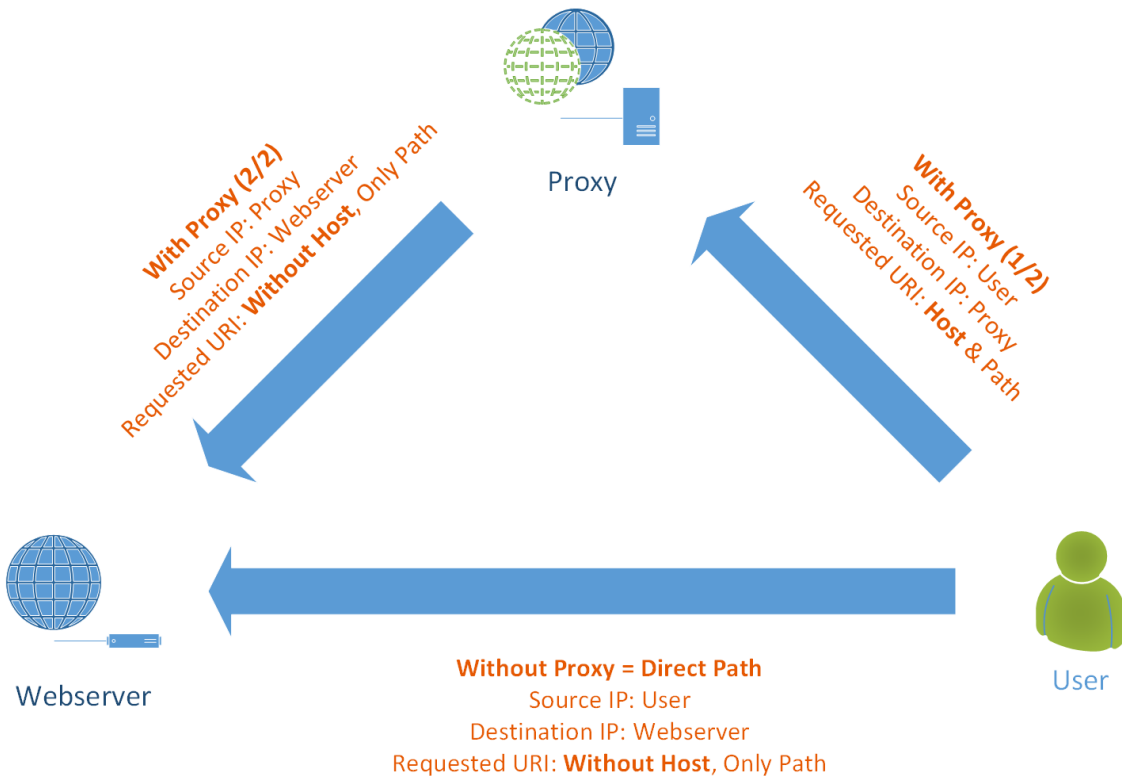 Proxy
With Proxy (2/2)
Source IP: Proxy
Destination IP: Webserver
Requested URI: Without Host, Only Path
With Proxy (1/2)
Source IP: User
Destination IP: Proxy
Requested URI: Host & Path
Webserver
User
Without Proxy = Direct Path
Source IP: User
Destination IP: Webserver
Requested URI: Without Host, Only Path